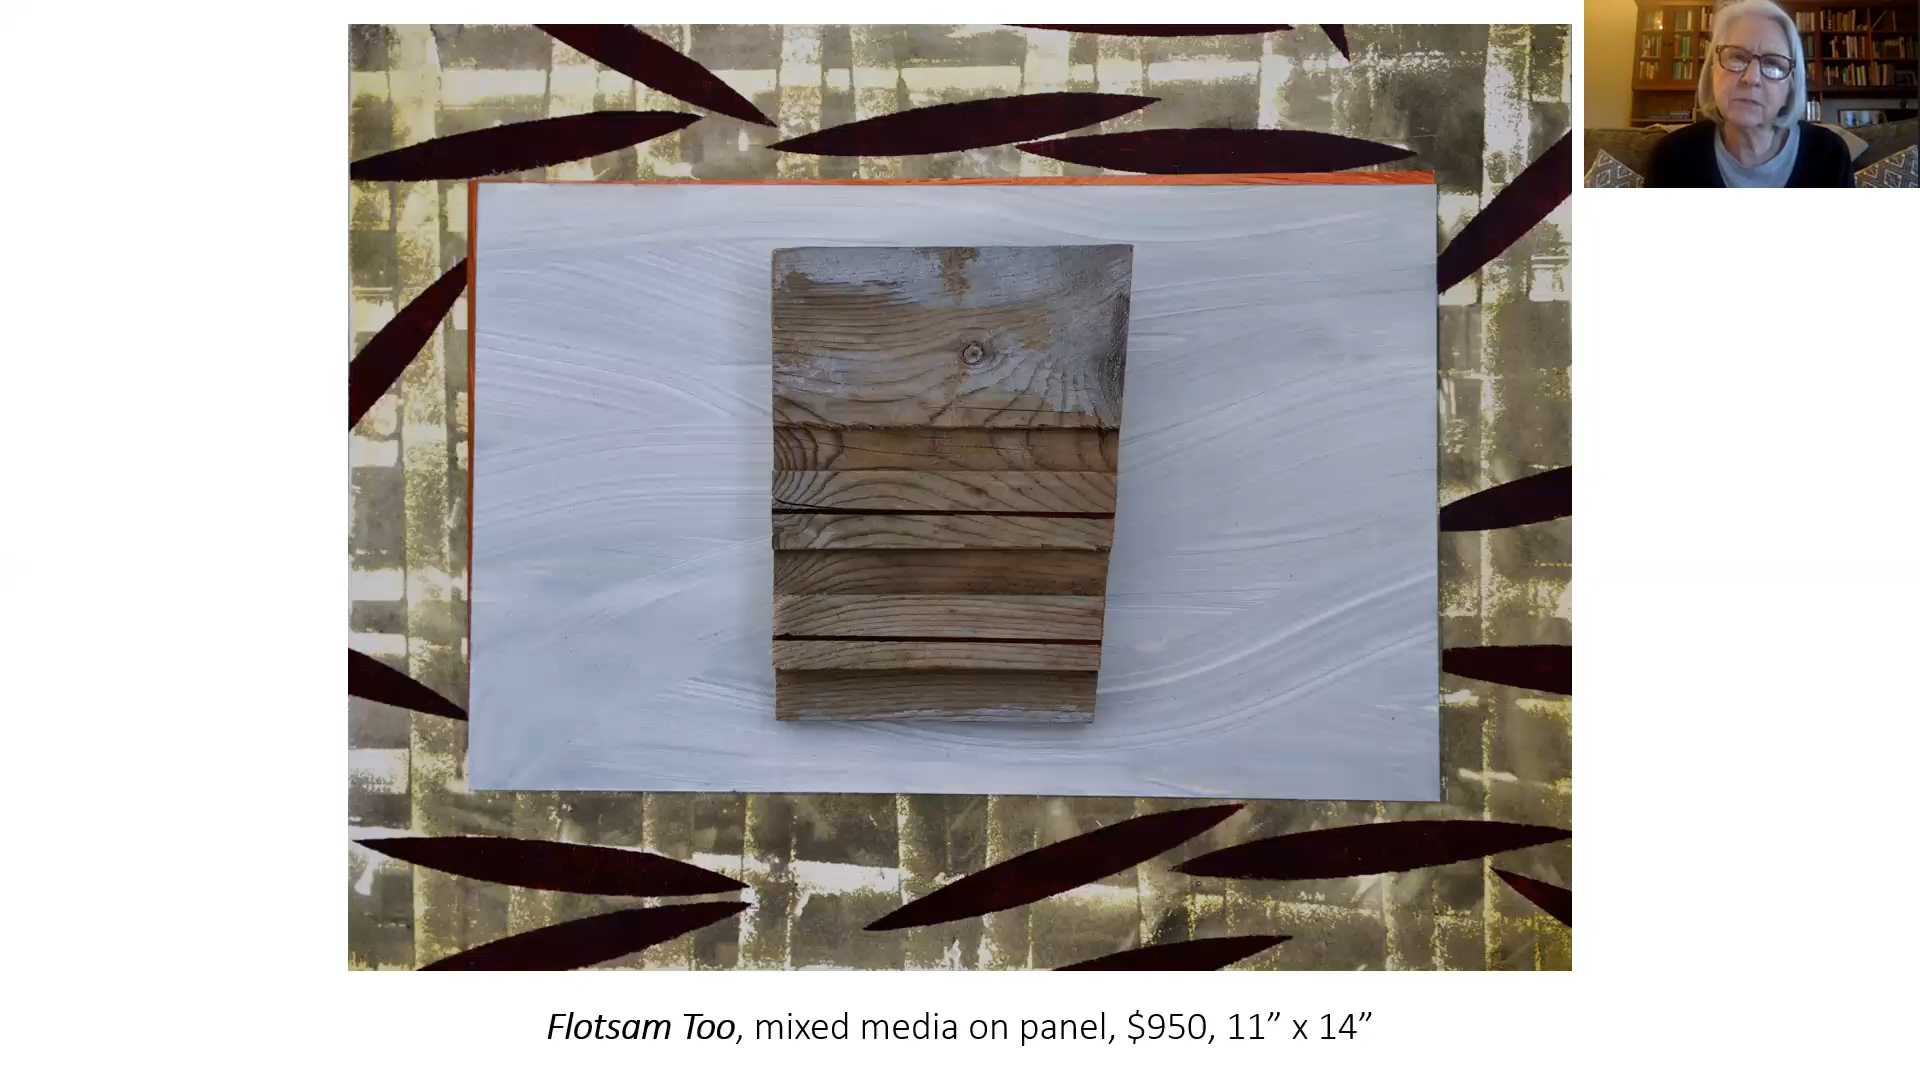 Flotsam Too, mixed media on panel, $950, 11” x 14”